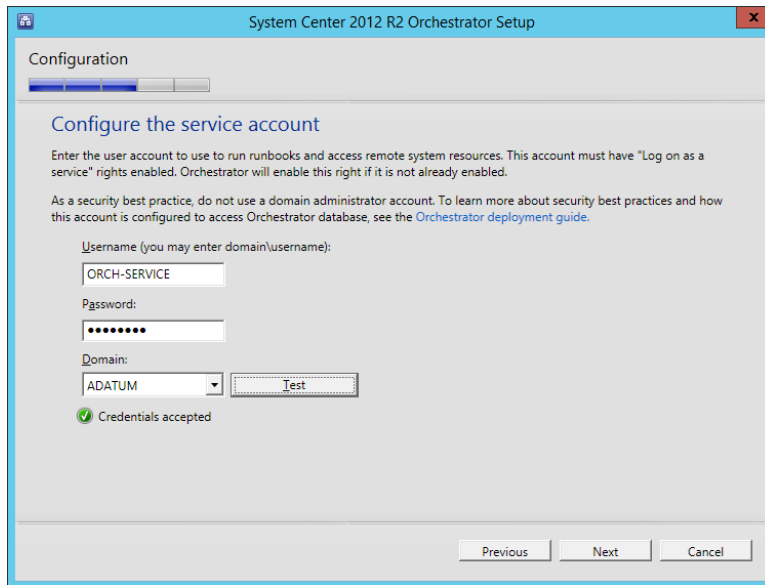 System Center 2012 R2 Orchestrator Setup
x
Configuration
Configure the service account
Enter the user account to use to run runbooks and access remote system resources. This account must have "Log on as a
service" rights enabled. Orchestrator will enable this right if it is not already enabled.
As a security best practice, do not use a domain administrator account. To learn more about security best practices and how
this account is configured to access Orchestrator database, see the Orchestrator deployment guide.
Username (you may enter domain\username):
ORCH-SERVICE
Password:
••••••••
Domain:
ADATUM
Test
Credentials accepted
Previous
Next
Cancel